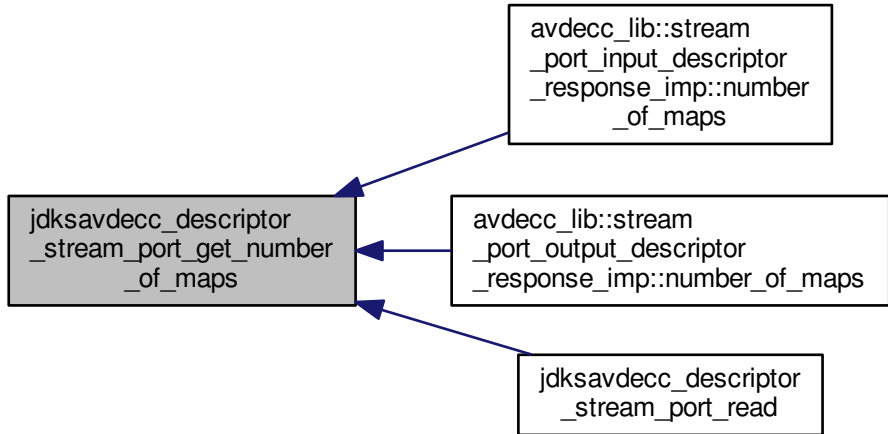 avdecc_lib::stream
_port_input_descriptor
_response_imp::number
_of_maps
jdksavdecc_descriptor
_stream_port_get_number
_of_maps
avdecc_lib::stream
_port_output_descriptor
_response_imp::number_of_maps
jdksavdecc_descriptor
_stream_port_read